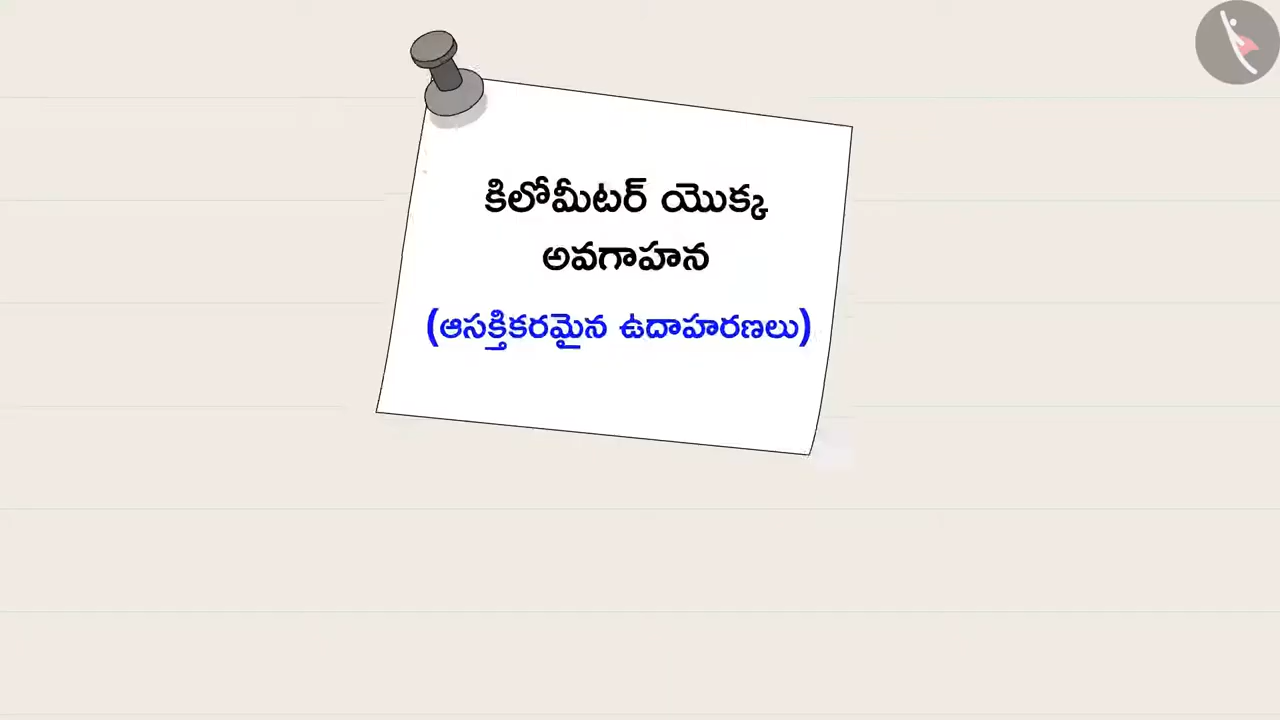 కిలోమీటర్ యొక్క
అవగాహన
(ఆసక్తికరమైన ఉదాహరణలు)